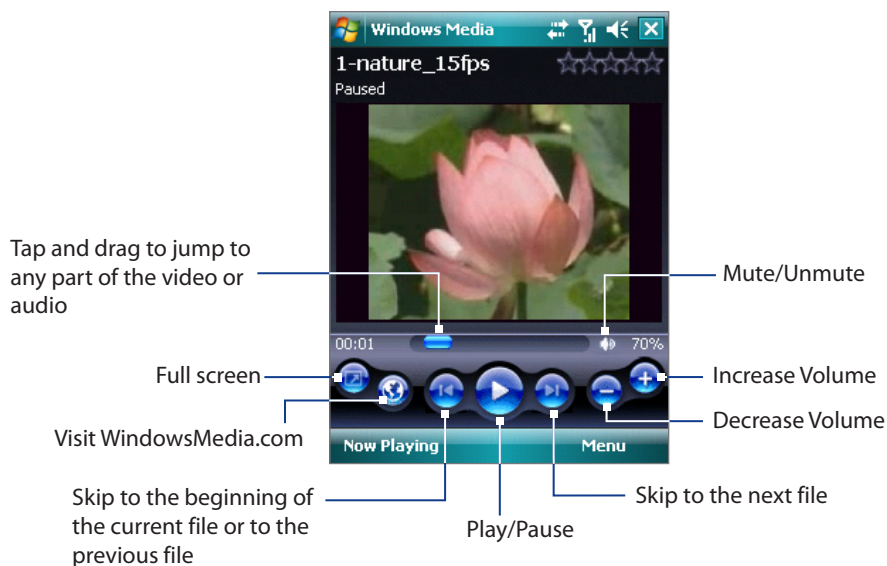 Windows Media
1-nature_15fps
Paused
Tap and drag to jump to
any part of the video or
audio
Mute/Unmute
00:01
70%
Full screen
Increase Volume
Visit WindowsMedia.com
Decrease Volume
Now Playing
Menu
Skip to the beginning of
the current file or to the
previous file
Play/Pause
Skip to the next file